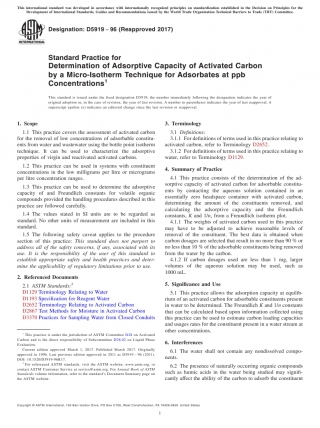 This international standard was developed in accordance with internationally recognized principles on standardization established in the Decision on Principles for the
Development of International Standards, Guides and Recommendations issued by the World Trade Organization Technical Barriers to Trade (TBT) Committee.
Designation: D5919 − 96 (Reapproved 2017)
Standard Practice for
Determination of Adsorptive Capacity of Activated Carbon
by a Micro-Isotherm Technique for Adsorbates at ppb
Concentrations1
This standard is issued under the fixed designation D5919; the number immediately following the designation indicates the year of
original adoption or, in the case of revision, the year of last revision. A number in parentheses indicates the year of last reapproval. A
superscript epsilon (ε) indicates an editorial change since the last revision or reapproval.
1. Scope
1.1 This practice covers the assessment of activated carbon
for the removal of low concentrations of adsorbable constitu-
ents from water and wastewater using the bottle point isotherm
technique. It can be used to characterize the adsorptive
properties of virgin and reactivated activated carbons.
1.2 This practice can be used in systems with constituent
concentrations in the low milligrams per litre or micrograms
per litre concentration ranges.
1.3 This practice can be used to determine the adsorptive
capacity of and Freundlich constants for volatile organic
compounds provided the handling procedures described in this
practice are followed carefully.
1.4 The values stated in SI units are to be regarded as
standard. No other units of measurement are included in this
standard.
1.5 The following safety caveat applies to the procedure
section of this practice: This standard does not purport to
address all of the safety concerns, if any, associated with its
use. It is the responsibility of the user of this standard to
establish appropriate safety and health practices and deter-
mine the applicability of regulatory limitations prior to use.
2. Referenced Documents
2.1 ASTM Standards:2
D1129 Terminology Relating to Water
D1193 Specification for Reagent Water
D2652 Terminology Relating to Activated Carbon
D2867 Test Methods for Moisture in Activated Carbon
D3370 Practices for Sampling Water from Closed Conduits
1 This practice is under the jurisdiction of ASTM Committee D28 on Activated
Carbon and is the direct responsibility of Subcommittee D28.02 on Liquid Phase
Evaluation.
Current edition approved March 1, 2017. Published March 2017. Originally
approved in 1996. Last previous edition approved in 2011 as D5919 – 96 (2011).
2 For referenced ASTM standards, visit the ASTM website, www.astm.org, or
contact ASTM Customer Service at service@astm.org. For Annual Book of ASTM
Standards volume information, refer to the standard's Document Summary page on
the ASTM website.
3. Terminology
3.1 Definitions:
3.1.1 For definitions of terms used in this practice relating to
activated carbon, refer to Terminology D2652.
3.1.2 For definitions of terms used in this practice relating to
water, refer to Terminology D1129.
4. Summary of Practice
4.1 This practice consists of the determination of the ad-
sorptive capacity of activated carbon for adsorbable constitu-
ents by contacting the aqueous solution contained in an
essentially zero headspace container with activated carbon,
determining the amount of the constituents removed, and
calculating the adsorptive capacity and the Freundlich
constants, K and 1/n, from a Freundlich isotherm plot.
4.1.1 The weights of activated carbon used in this practice
may have to be adjusted to achieve reasonable levels of
removal of the constituent. The best data is obtained when
carbon dosages are selected that result in no more than 90 % or
no less than 10 % of the adsorbable constituents being removed
from the water by the carbon.
4.1.2 If carbon dosages used are less than 1 mg, larger
volumes of the aqueous solution may be used, such as
1000 mL.
5. Significance and Use
5.1 This practice allows the adsorption capacity at equilib-
rium of an activated carbon for adsorbable constituents present
in water to be determined. The Freundlich K and 1/n constants
that can be calculated based upon information collected using
this practice can be used to estimate carbon loading capacities
and usages rates for the constituent present in a water stream at
other concentrations.
6. Interferences
6.1 The water shall not contain any nondissolved compo-
nents.
6.2 The presence of naturally occurring organic compounds
such as humic acids in the water being studied may signifi-
cantly affect the ability of the carbon to adsorb the constituent
Copyright © ASTM International, 100 Barr Harbor Drive, PO Box C700, West Conshohocken, PA 19428-2959. United States
1